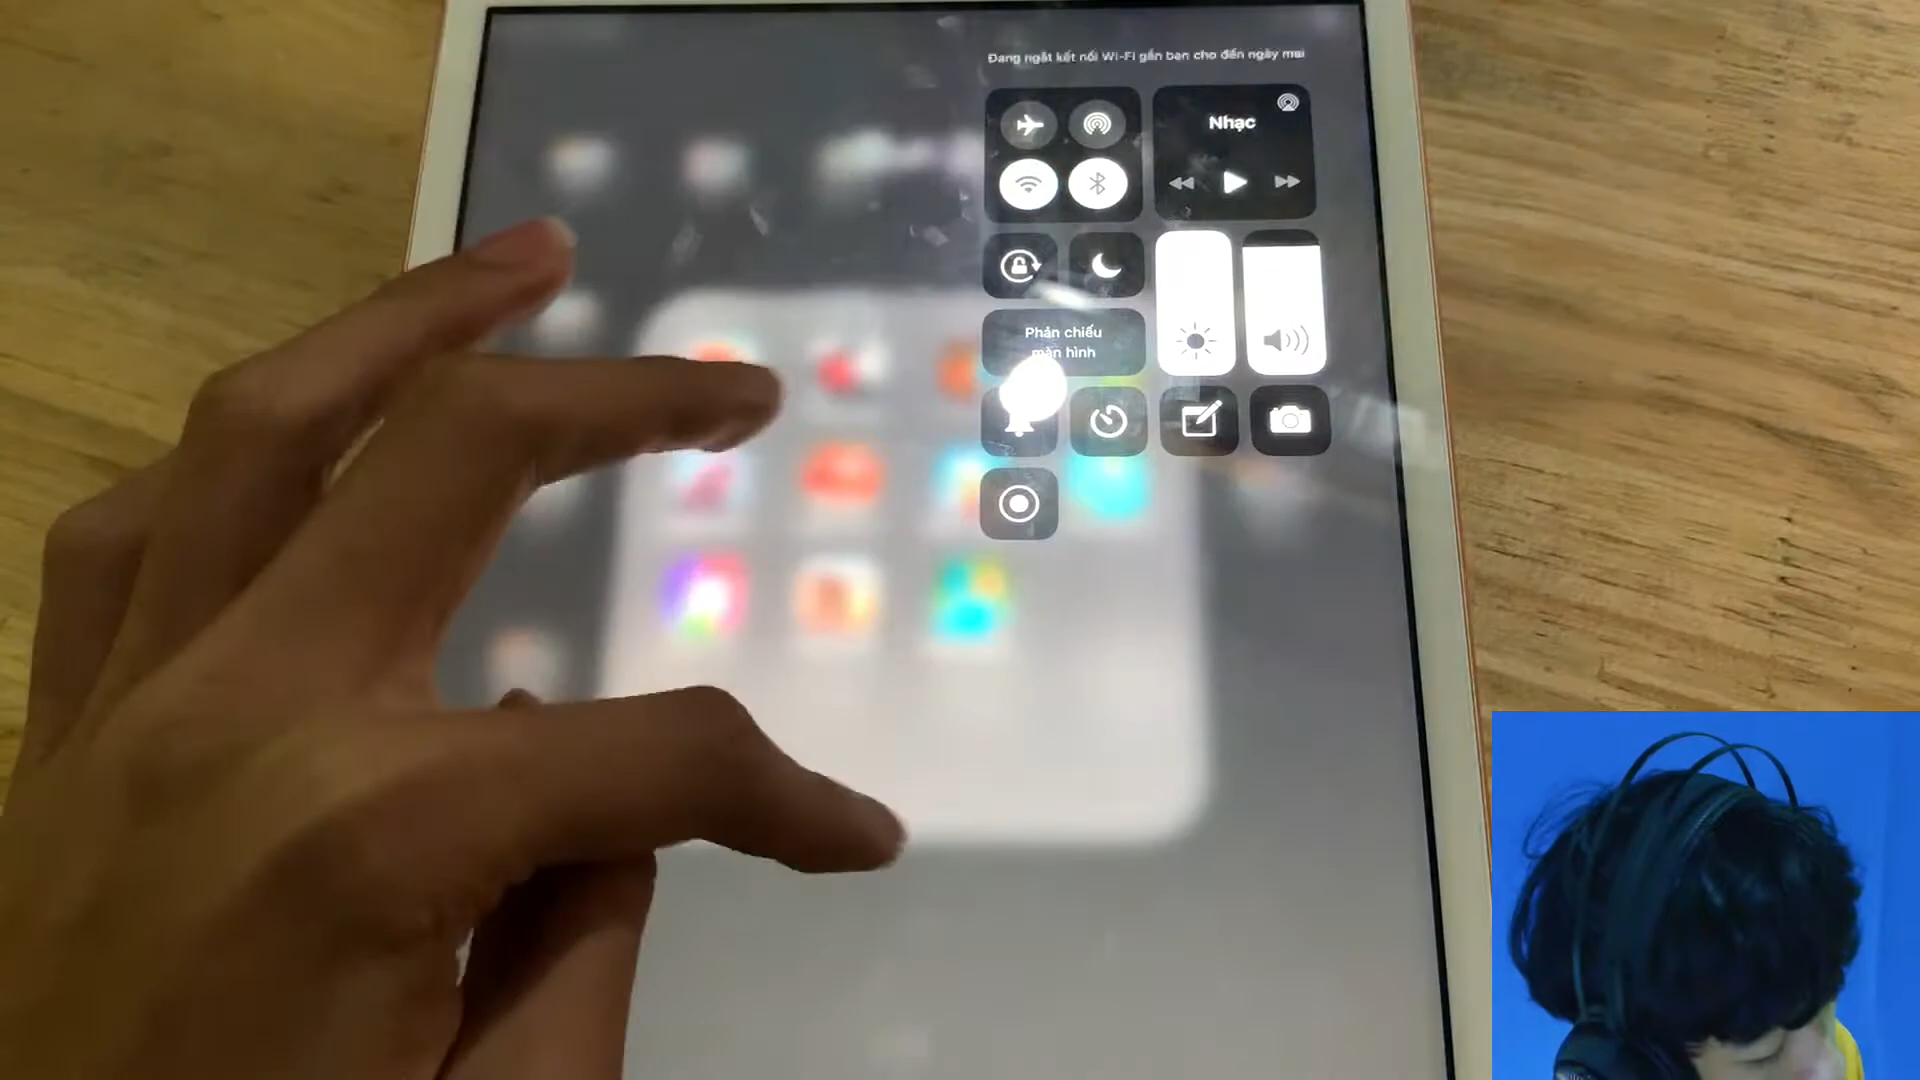 Đang ngắt kết nối Wi-Fi gần bạn cho đến ngày mai
Nhạc
Phản chiếu
màn hình